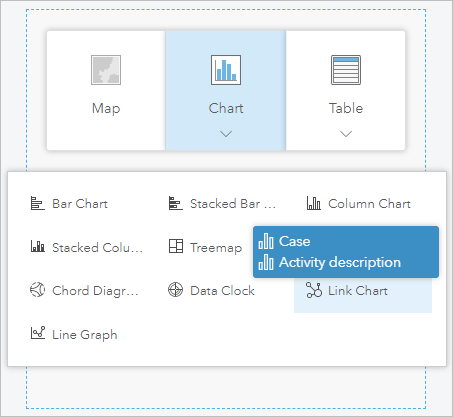 Map
Chart
Table
Bar Chart
Stacked Bar ...
Column Chart
Stacked Colu...
Treemap
Case
Activity description
Chord Diagr...
Data Clock
Link Chart
Line Graph